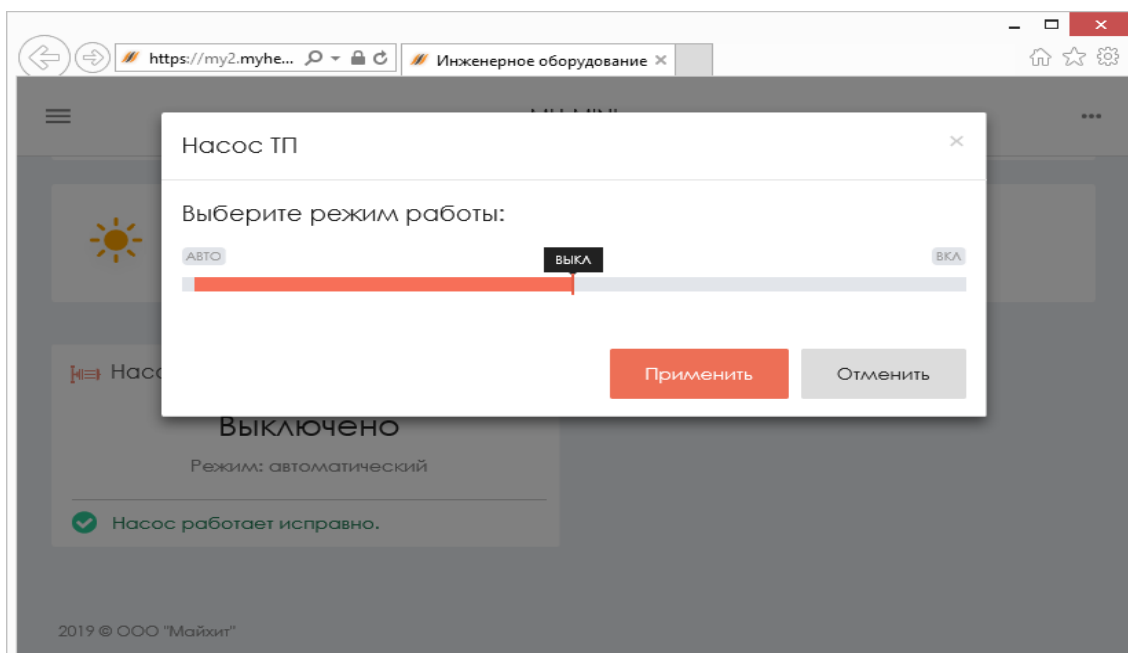 https://my2.myhe...
Инженерное оборудование
Насос ТП
Выберите режим работы:
АВТО
ВЫКЛ
ВКЛ
Применить
Отменить
Насо
Выключено
Режим: автоматический
Насос работает исправно.
2019 © ООО "Майхит"